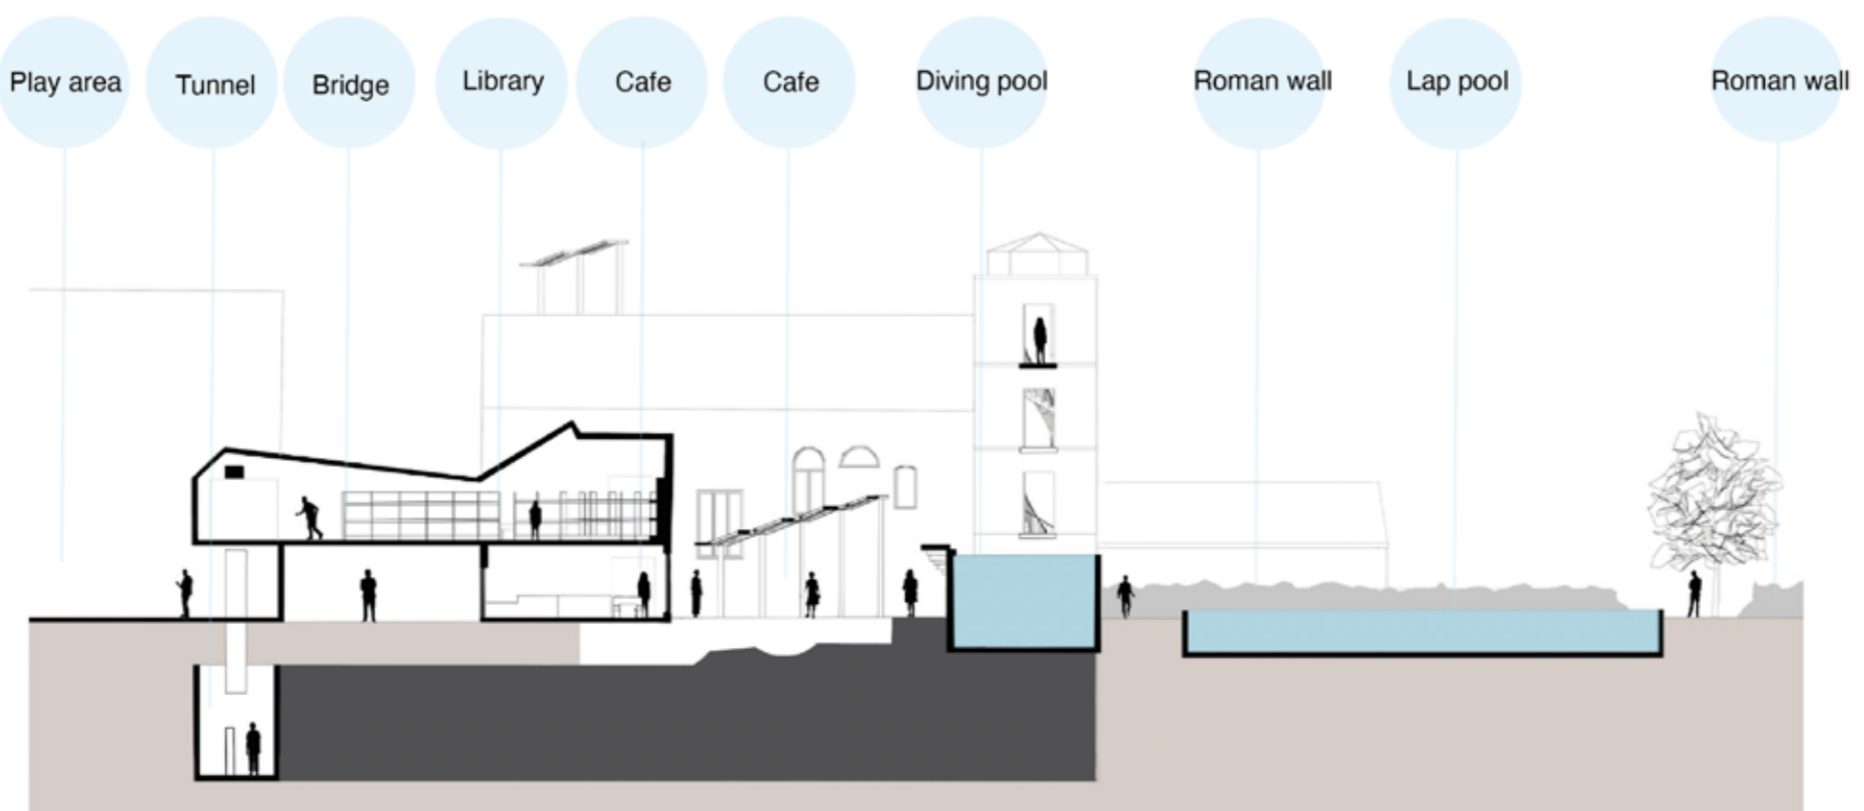 Play area
Tunnel
Bridge
Library
Cafe
Cafe
Diving pool
Roman wall
Lap pool
Roman wall